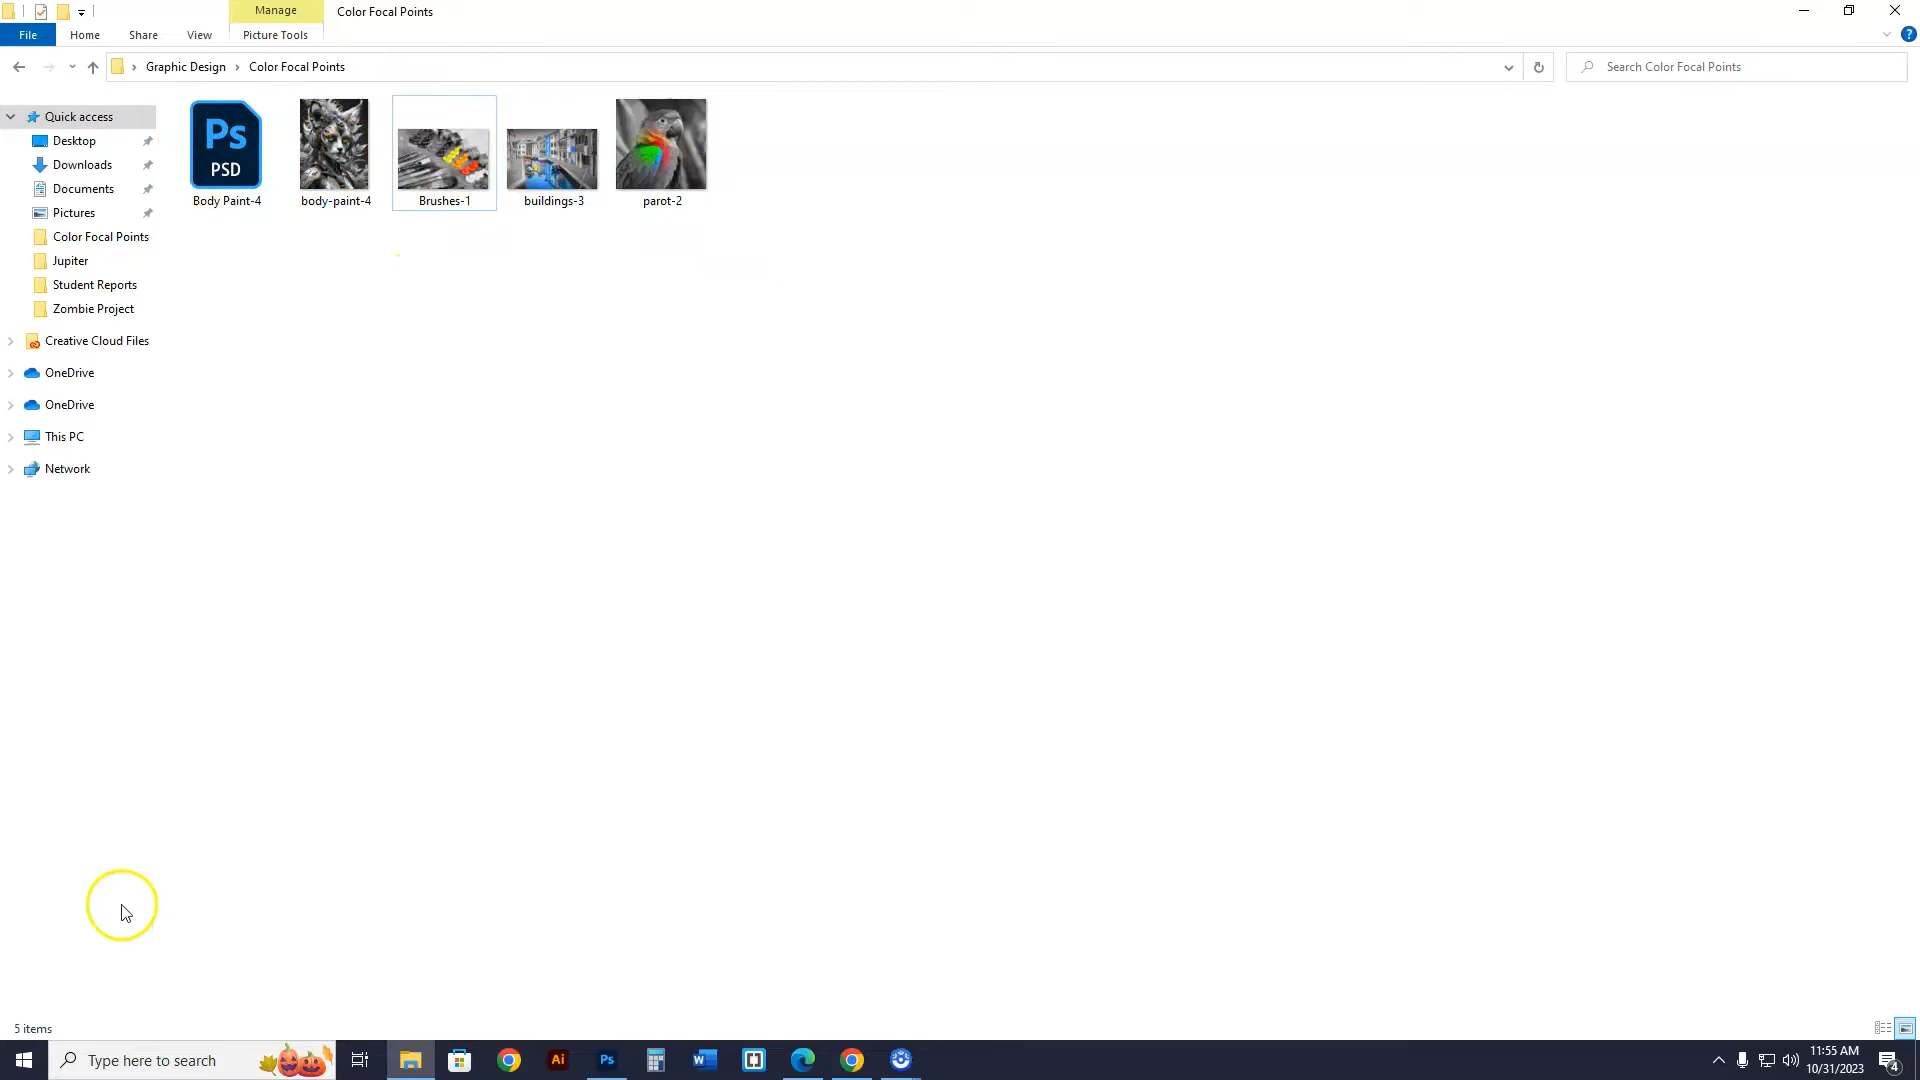 Manage
Color Focal Points
File
Home
Share
View
Picture Tools
Graphic Design
Color Focal Points
Search Color Focal Points
Quick access
Desktop
Downloads
Documents
Pictures
Color Focal Points
Jupiter
Student Reports
Zombie Project
Creative Cloud Files
OneDrive
OneDrive
This PC
Network
Ps
PSD
Body Paint-4
body-paint-4
Brushes-1
buildings-3
parot-2
5 items
Type here to search
Ai
Ps
W
11:55 AM
10/31/2023
4